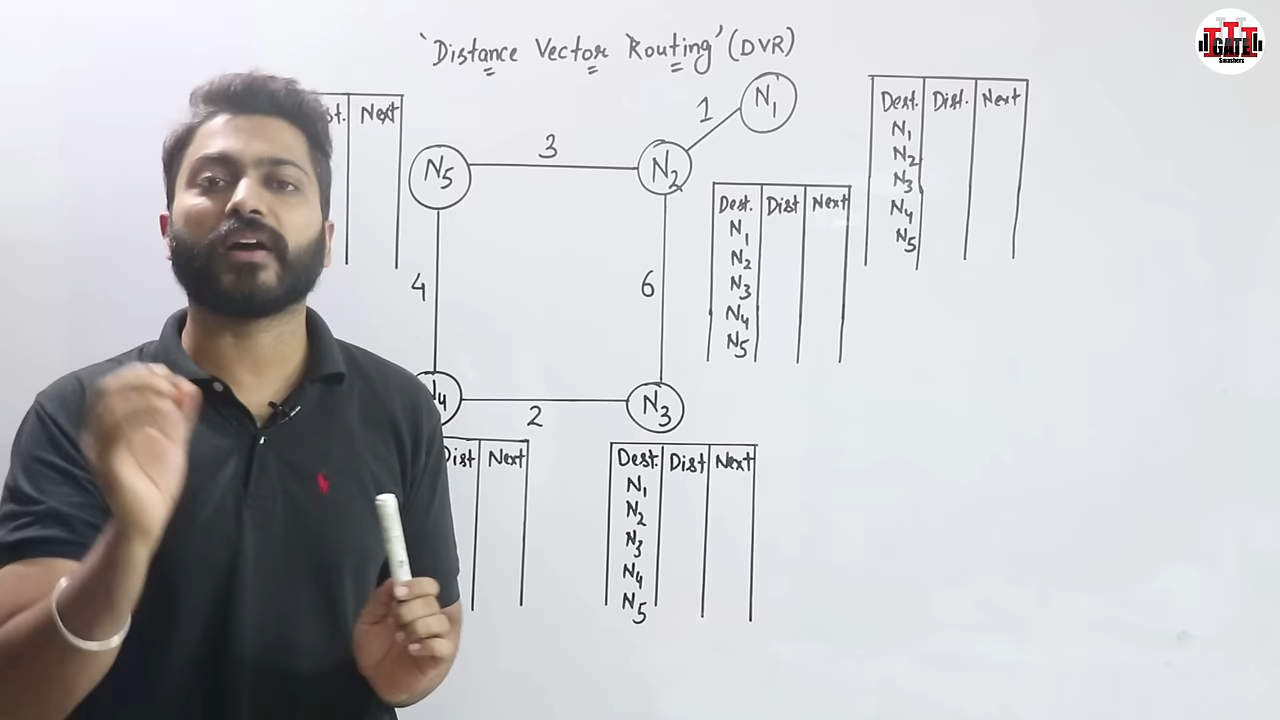 'Distance Vector Routing' (DVR)
GATE
Smashers
1
N1
Next
N5
3
N2
Dest. Dist. Next
N1
N2
N3
N4
N5
Dest. Dist Next
N1
N2
N3
N4
N5
4
6
N4
2
N3
Dist Next
Dest. Dist Next
N1
N2
N3
N4
N5